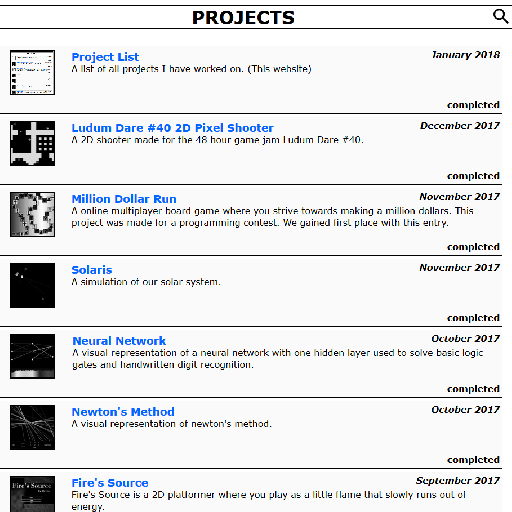 PROJECTS
Project List
January 2018
A list of all projects I have worked on. (This website)
completed
Ludum Dare #40 2D Pixel Shooter
December 2017
A 2D shooter made for the 48 hour game jam Ludum Dare #40.
completed
Million Dollar Run
November 2017
A online multiplayer board game where you strive towards making a million dollars. This
project was made for a programming contest. We gained first place with this entry.
completed
Solaris
November 2017
A simulation of our solar system.
completed
Neural Network
October 2017
A visual representation of a neural network with one hidden layer used to solve basic logic
gates and handwritten digit recognition.
completed
Newton's Method
October 2017
A visual representation of newton's method.
completed
Fire's Source
Fire's Source
September 2017
Fire's Source is a 2D platformer where you play as a little flame that slowly runs out of
energy.